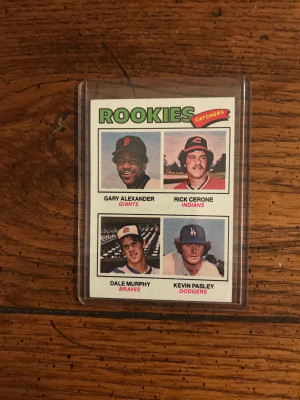 ROOKIES
CATCHERS
GARY ALEXANDER
GIANTS
RICK CERONE
INDIANS
DALE MURPHY
BRAVES
KEVIN PASLEY
DODGERS